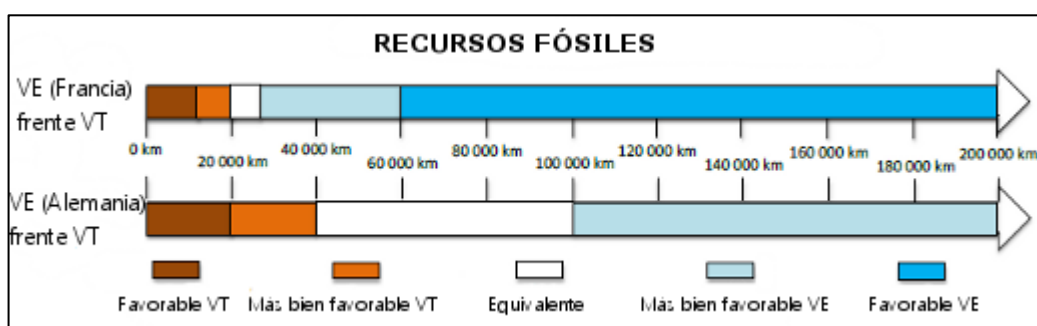 RECURSOS FÓSILES
VE (Francia)
frente VT
0 km
20 000 km
40 000 km
60 000 km
80 000 km
100 000 km
120 000 km
140 000 km
160 000 km
180 000 km
200 000 km
VE (Alemania)
frente VT
Favorable VT
Más bien favorable VT
Equivalente
Más bien favorable VE
Favorable VE